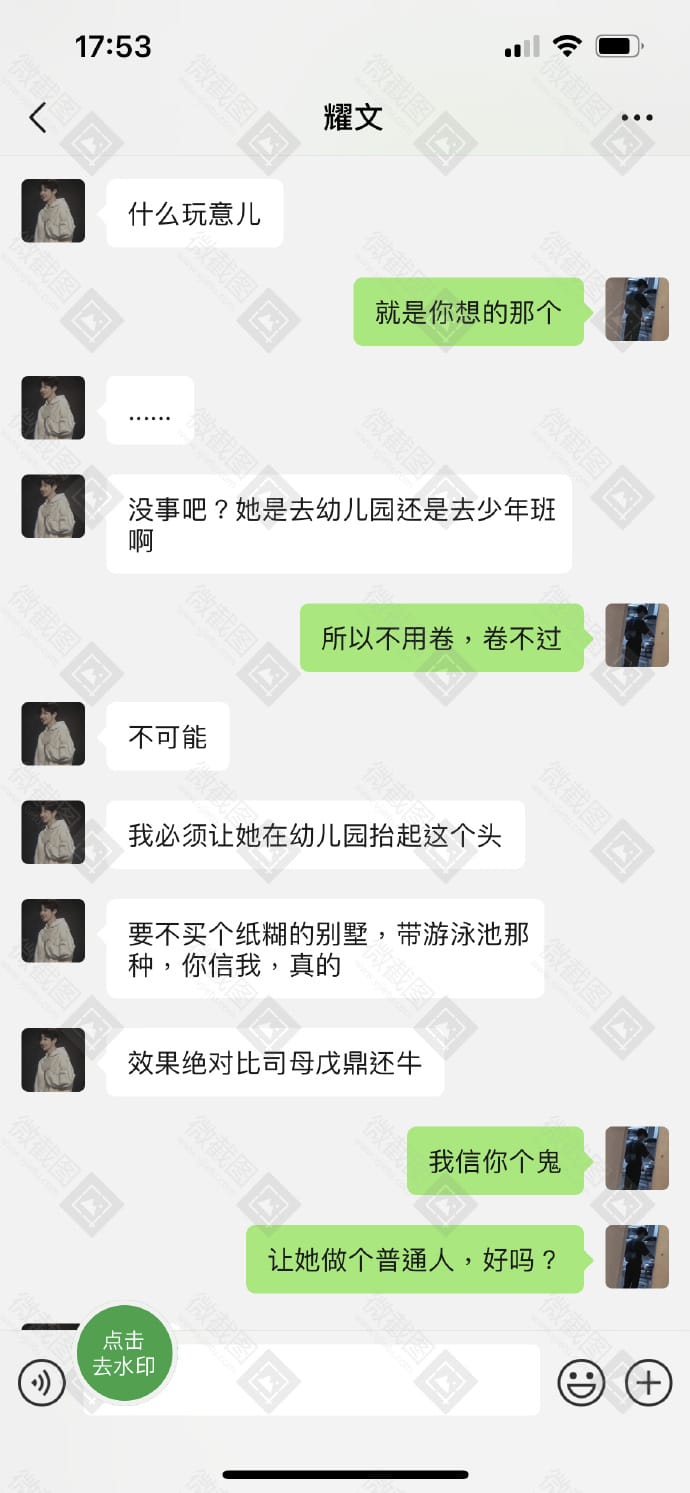 17:53
耀文
什么玩意儿
就是你想的那个
······
没事吧？她是去幼儿园还是去少年班
啊
所以不用卷，卷不过
不可能
我必须让她在幼儿园抬起这个头
要不买个纸糊的别墅，带游泳池那
种，你信我，真的
效果绝对比司母戊鼎还牛
我信你个鬼
让她做个普通人，好吗？
点击
去水印
微截图